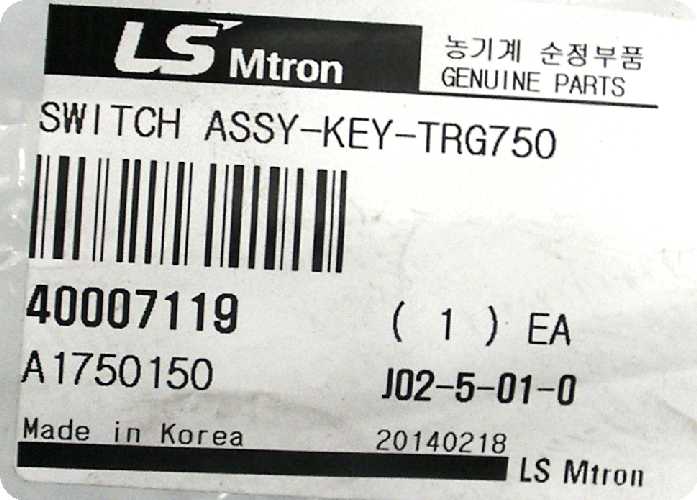 LS Mtron
농기계 순정부품
GENUINE PARTS
SWITCH ASSY-KEY-TRG750
40007119
( 1 ) EA
A1750150
J02-5-01-0
Made in Korea
20140218
LS Mtron